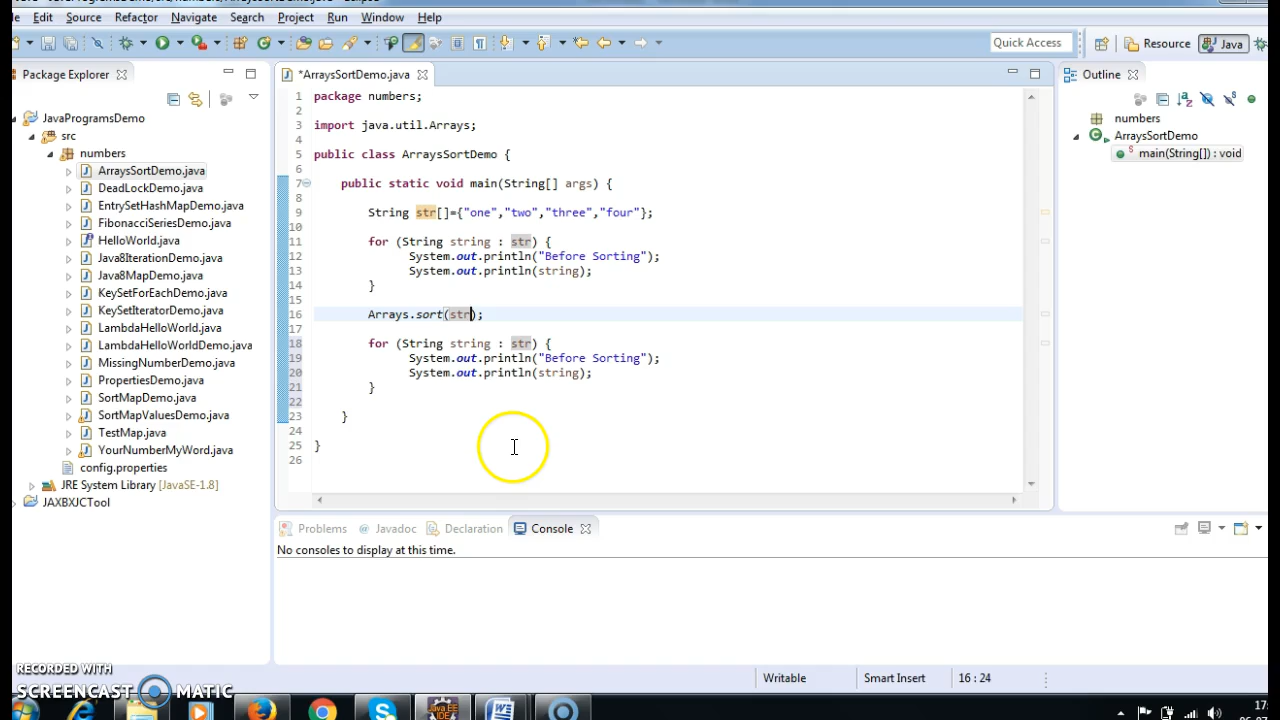 Edit Source Refactor Navigate Search Project Run Window Help
Quick Access Resource Java
Package Explorer
*ArraysSortDemo.java
Outline
1 package numbers;
2
3 import java.util.Arrays;
4
5 public class ArraysSortDemo {
6
7 public static void main(String[] args) {
8
9 String str[]={"one","two","three","four"};
10
11 for (String string : str) {
12 System.out.println("Before Sorting");
13 System.out.println(string);
14 }
15
16 Arrays.sort(str);
17
18 for (String string : str) {
19 System.out.println("Before Sorting");
20 System.out.println(string);
21 }
22
23 }
24
25 }
26
JavaProgramsDemo
src
numbers
ArraysSortDemo.java
DeadLockDemo.java
EntrySetHashMapDemo.java
FibonacciSeriesDemo.java
HelloWorld.java
Java8IterationDemo.java
Java8MapDemo.java
KeySetForEachDemo.java
KeySetIteratorDemo.java
LambdaHelloWorld.java
LambdaHelloWorldDemo.java
MissingNumberDemo.java
PropertiesDemo.java
SortMapDemo.java
SortMapValuesDemo.java
TestMap.java
YourNumberMyWord.java
config.properties
JRE System Library [JavaSE-1.8]
JAXBXJCTool
numbers
ArraysSortDemo
main(String[]) : void
Problems Javadoc Declaration Console
No consoles to display at this time.
Writable Smart Insert 16 : 24
RECORDED WITH
SCREENCAST MATIC
Java EE
IDE